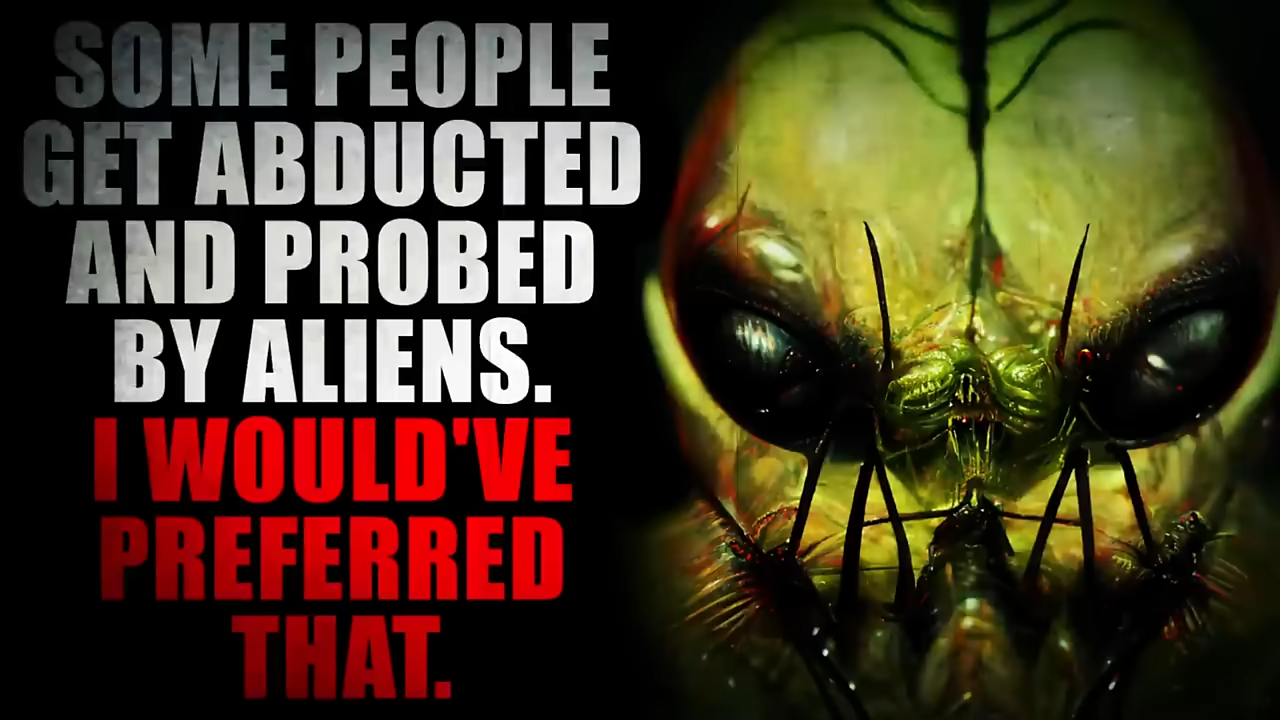 SOME PEOPLE
GET ABDUCTED
AND PROBED
BY ALIENS.
I WOULD'VE
PREFERRED
THAT.